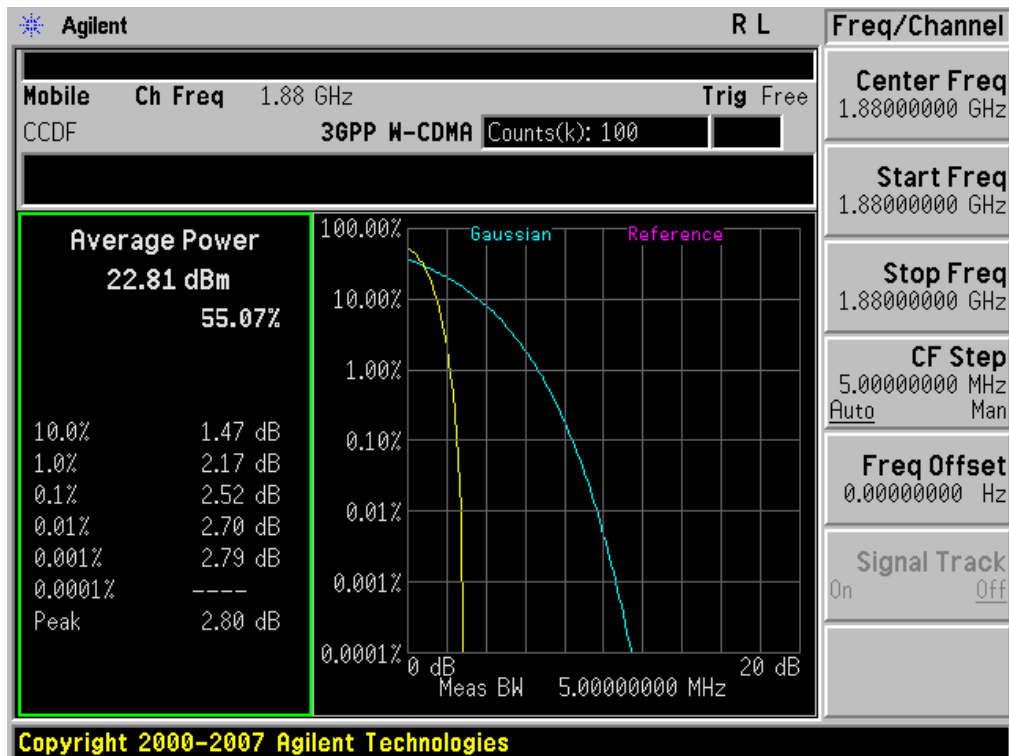 Agilent R L
Freq/Channel
Mobile Ch Freq 1.88 GHz Trig Free
CCDF 3GPP W-CDMA Counts(k): 100
Average Power
22.81 dBm
55.07%
10.0% 1.47 dB
1.0% 2.17 dB
0.1% 2.52 dB
0.01% 2.70 dB
0.001% 2.79 dB
0.0001% ----
Peak 2.80 dB
Gaussian Reference
100.00%
10.00%
1.00%
0.10%
0.01%
0.001%
0.0001%
0 dB 20 dB
Meas BW 5.00000000 MHz
Center Freq
1.88000000 GHz
Start Freq
1.88000000 GHz
Stop Freq
1.88000000 GHz
CF Step
5.00000000 MHz
Auto Man
Freq Offset
0.00000000 Hz
Signal Track
On Off
Copyright 2000-2007 Agilent Technologies